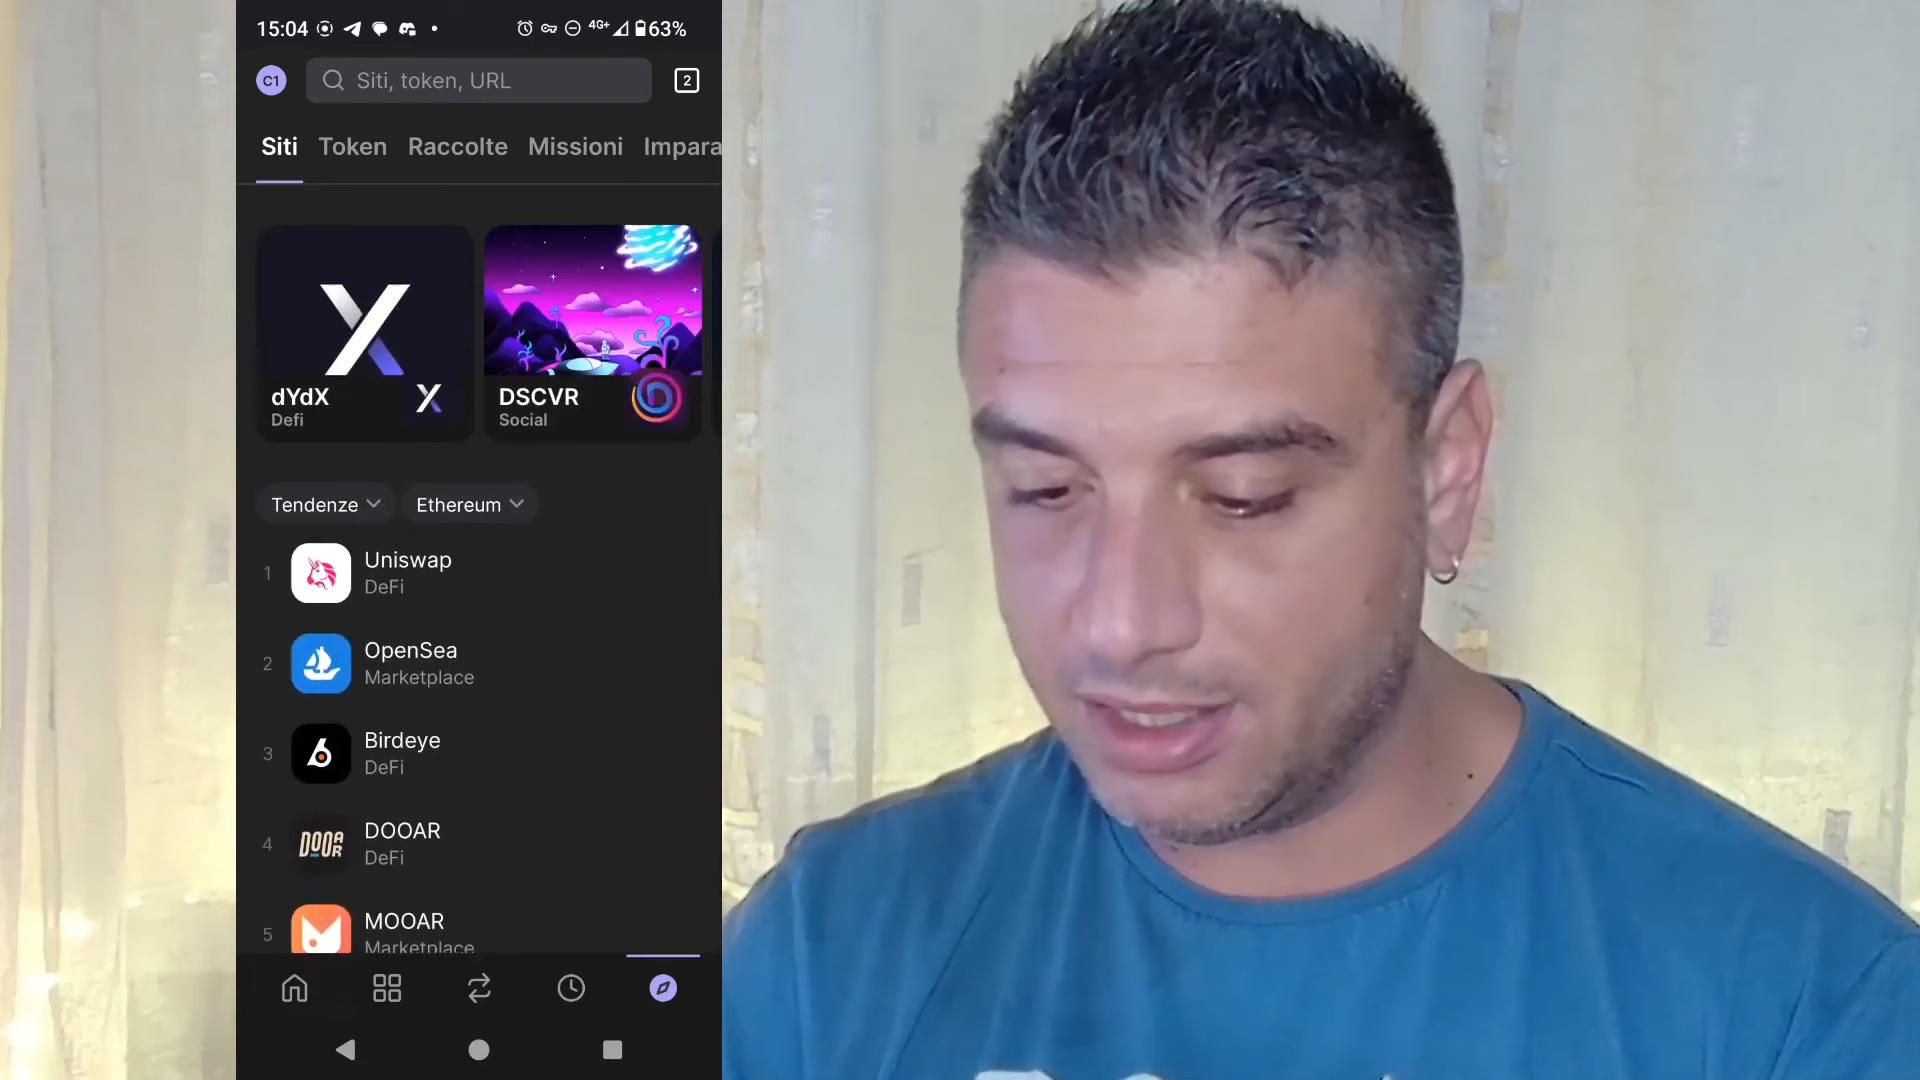 15:04
4G+
63%
C1
Siti, token, URL
2
Siti
Token
Raccolte
Missioni
Impara
dYdX
Defi
DSCVR
Social
Tendenze
Ethereum
1
Uniswap
DeFi
2
OpenSea
Marketplace
3
Birdeye
DeFi
4
DOOAR
DOOAR
DeFi
5
MOOAR
Marketplace